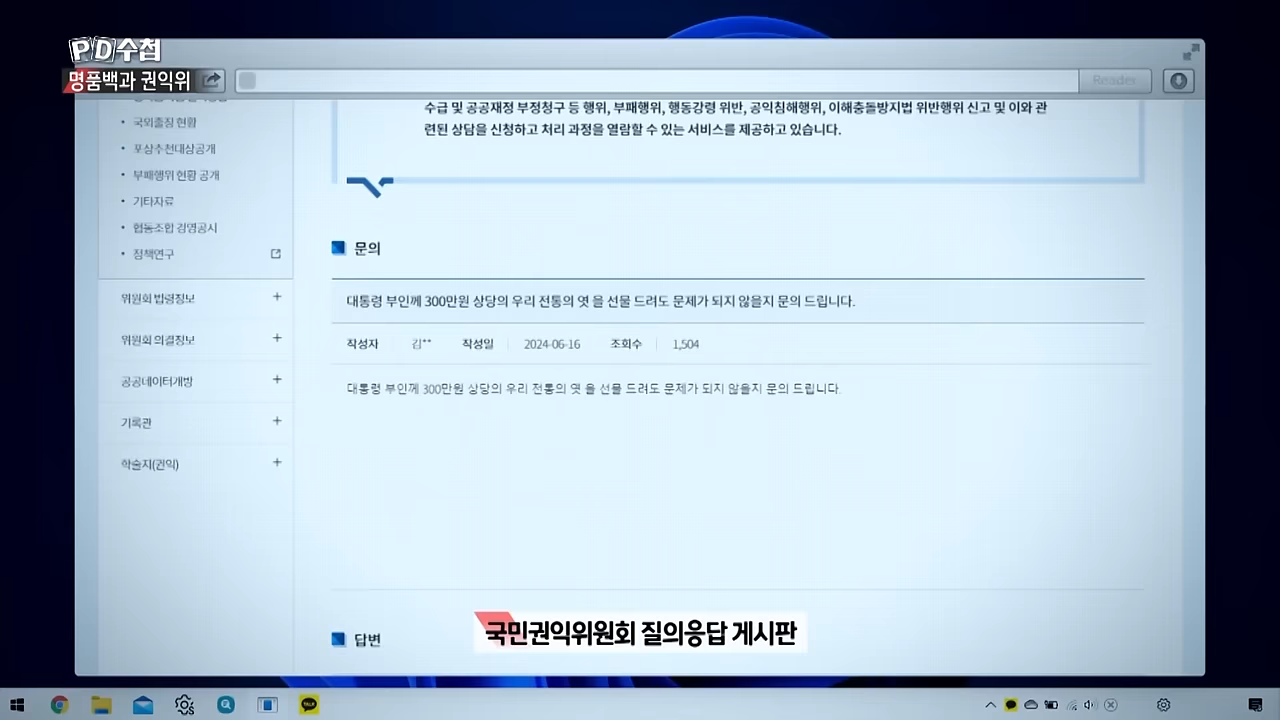 PD수첩
명품백과 권익위
Reader
수급 및 공공재정 부정청구 등 행위, 부패행위, 행동강령 위반, 공익침해행위, 이해충돌방지법 위반행위 신고 및 이와 관
련된 상담을 신청하고 처리 과정을 열람할 수 있는 서비스를 제공하고 있습니다.
국외출장 현황
포상추천대상공개
부패행위 현황 공개
기타자료
협동조합 경영공시
정책연구
위원회 법령정보 +
위원회 의결정보 +
공공데이터개방 +
기록관 +
학술지(권익) +
문의
대통령 부인께 300만원 상당의 우리 전통의 엿 을 선물 드려도 문제가 되지 않을지 문의 드립니다.
작성자 김** 작성일 2024-06-16 조회수 1,504
대통령 부인께 300만원 상당의 우리 전통의 엿 을 선물 드려도 문제가 되지 않을지 문의 드립니다.
답변
국민권익위원회 질의응답 게시판
TALK